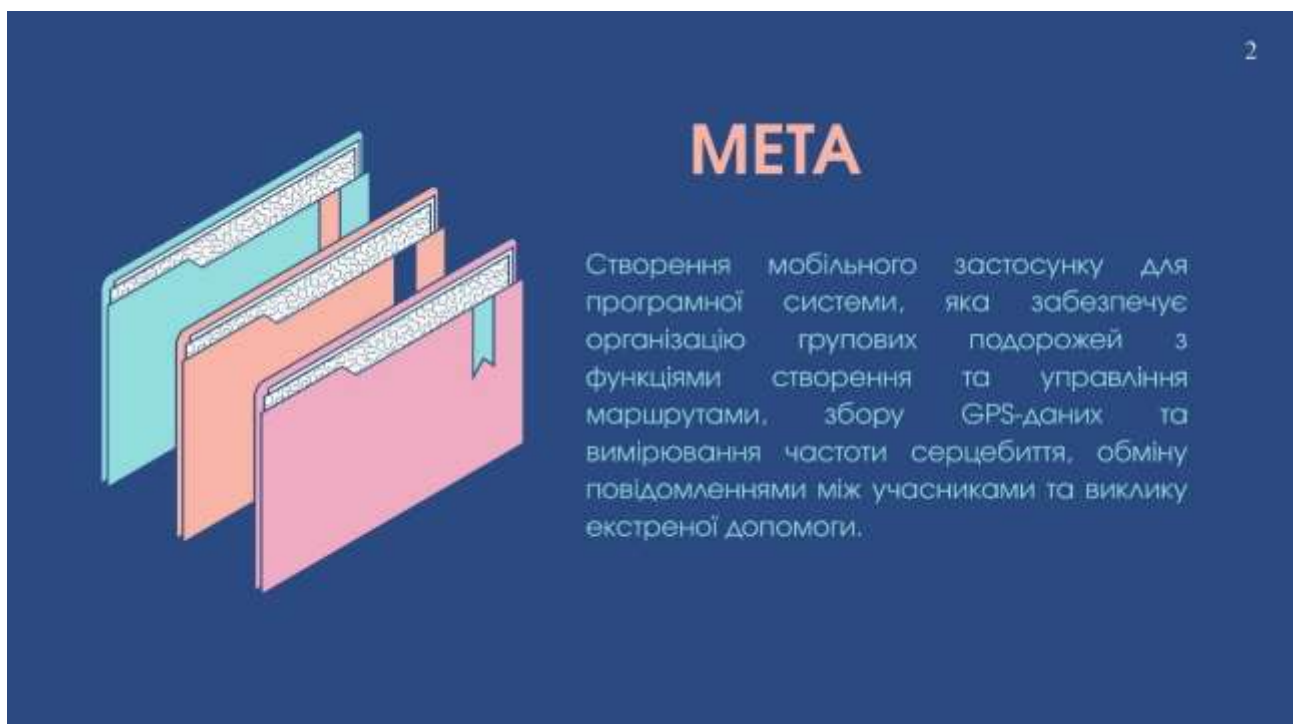 2
МЕТА
Створення мобільного застосунку для
програмної системи, яка забезпечує
організацію групових подорожей з
функціями створення та управління
маршрутами, збору GPS-даних та
вимірювання частоти серцебиття, обміну
повідомленнями між учасниками та виклику
екстреної допомоги.